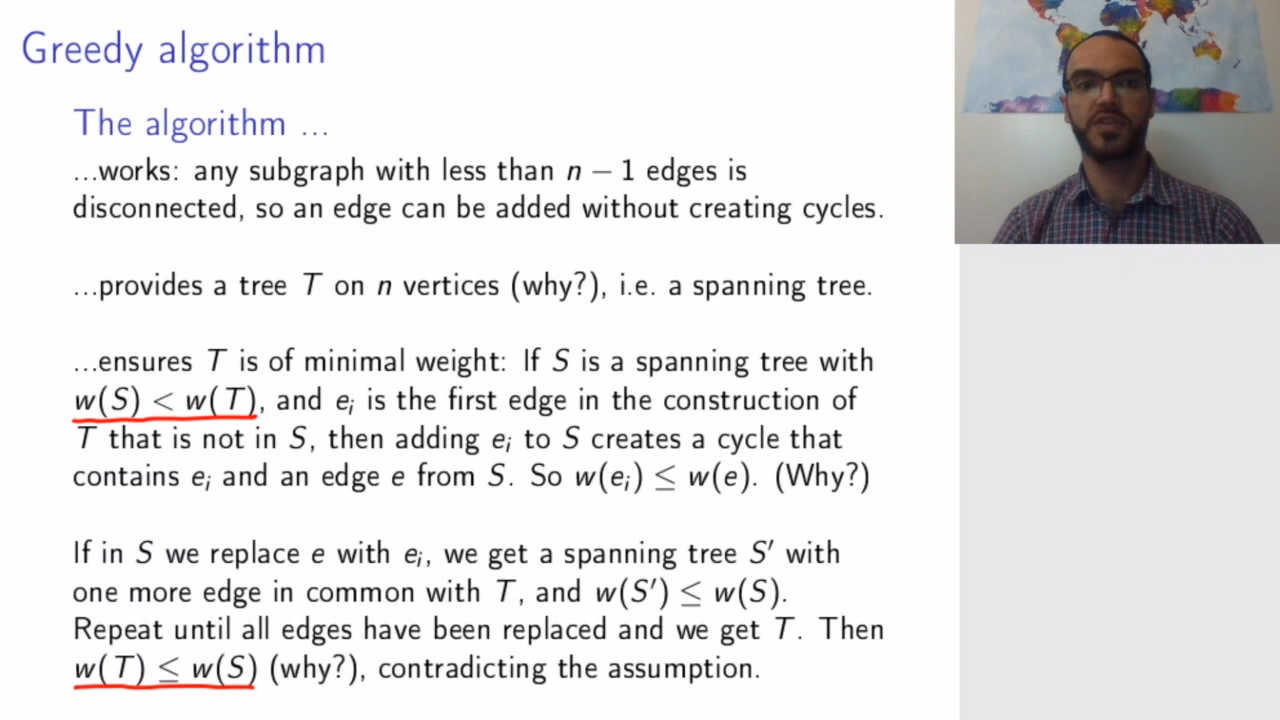 Greedy algorithm
The algorithm ...
...works: any subgraph with less than n − 1 edges is
disconnected, so an edge can be added without creating cycles.
...provides a tree T on n vertices (why?), i.e. a spanning tree.
...ensures T is of minimal weight: If S is a spanning tree with
w(S) < w(T), and eᵢ is the first edge in the construction of
T that is not in S, then adding eᵢ to S creates a cycle that
contains eᵢ and an edge e from S. So w(eᵢ) ≤ w(e). (Why?)
If in S we replace e with eᵢ, we get a spanning tree S′ with
one more edge in common with T, and w(S′) ≤ w(S).
Repeat until all edges have been replaced and we get T. Then
w(T) ≤ w(S) (why?), contradicting the assumption.